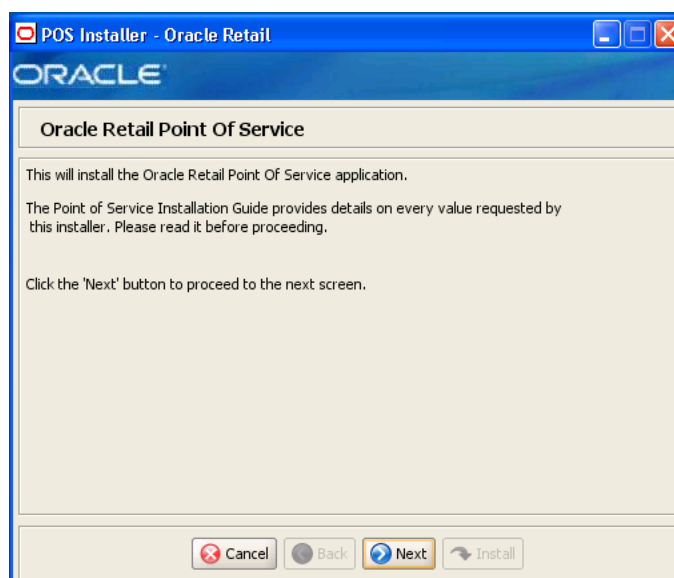 POS Installer - Oracle Retail
ORACLE
Oracle Retail Point Of Service
This will install the Oracle Retail Point Of Service application.
The Point of Service Installation Guide provides details on every value requested by
this installer. Please read it before proceeding.
Click the 'Next' button to proceed to the next screen.
Cancel Back Next Install